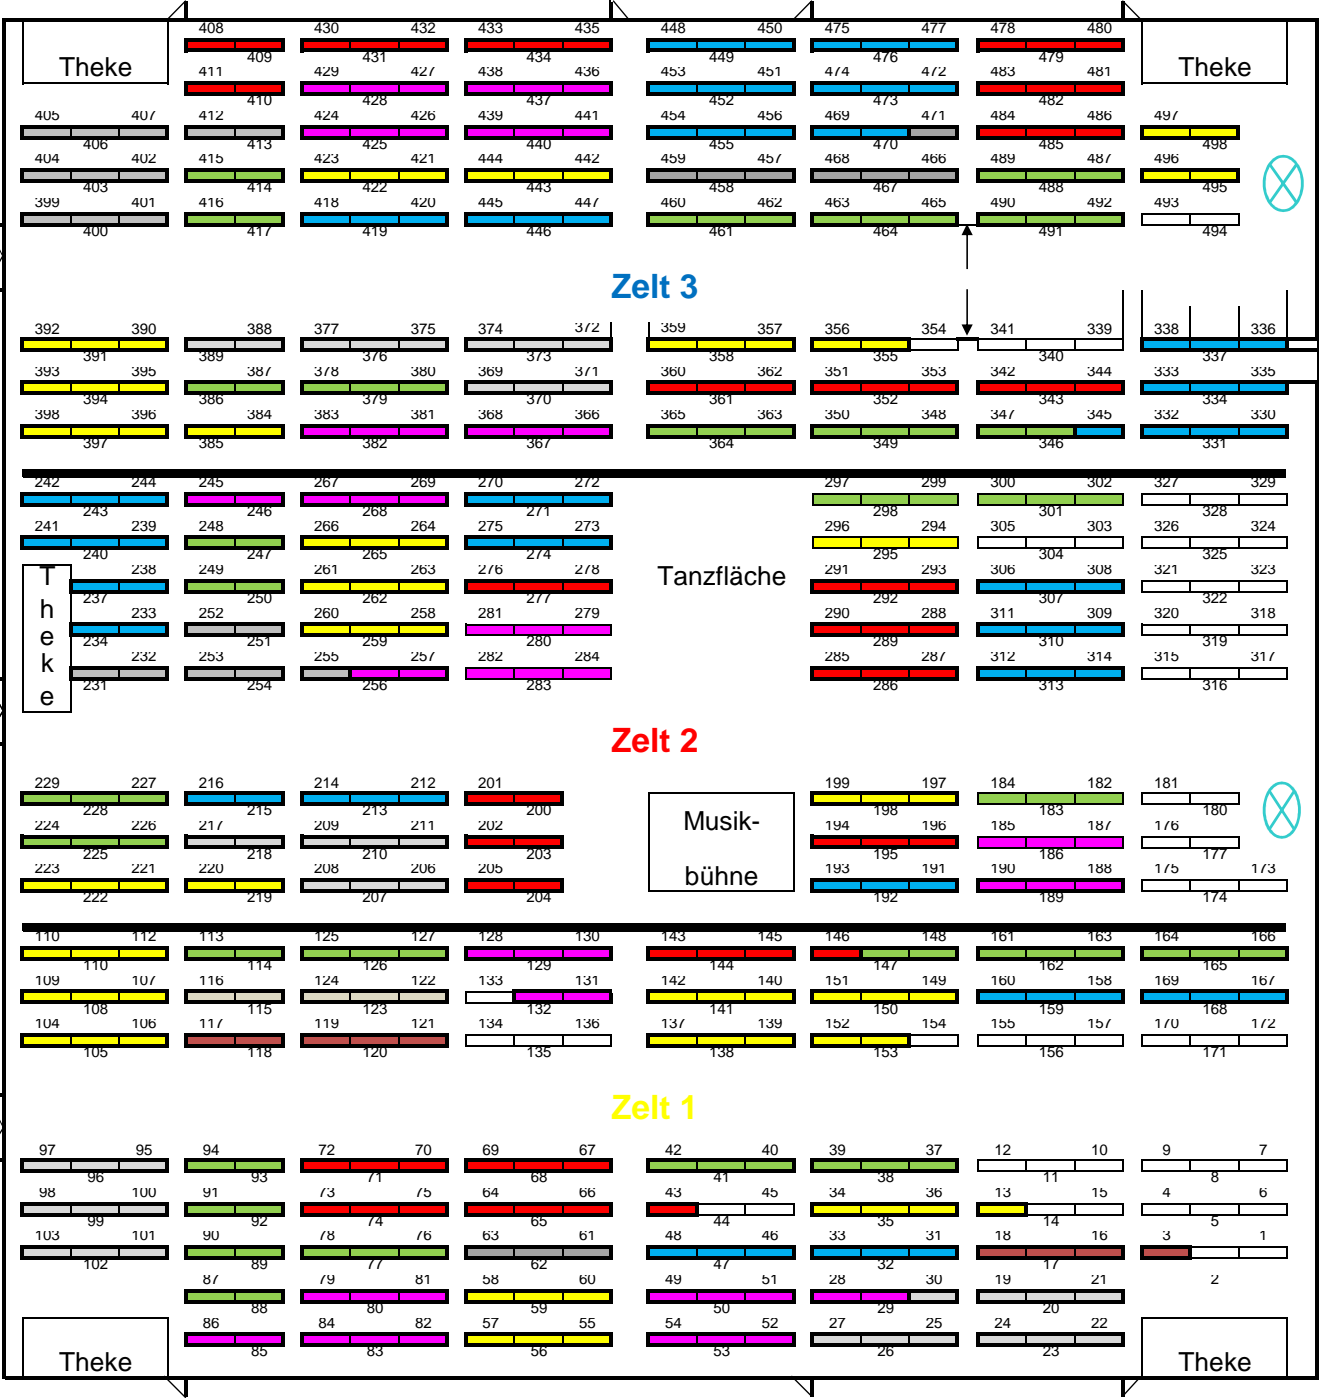 408 430 432 433 435 448 450 475 477 478 480
Theke 409 431 434 449 476 479 Theke
411 429 427 438 436 453 451 474 472 483 481
410 428 437 452 473 482
405 407 412 424 426 439 441 454 456 469 471 484 486 497
406 413 425 440 455 470 485 498
404 402 415 423 421 444 442 459 457 468 466 489 487 496
403 414 422 443 458 467 488 495
399 401 416 418 420 445 447 460 462 463 465 490 492 493
400 417 419 446 461 464 491 494
Zelt 3
392 390 388 377 375 374 372 359 357 356 354 341 339 338 336
391 389 376 373 358 355 340 337
393 395 387 378 380 369 371 360 362 351 353 342 344 333 335
394 386 379 370 361 352 343 334
398 396 384 383 381 368 366 365 363 350 348 347 345 332 330
397 385 382 367 364 349 346 331
242 244 245 267 269 270 272 297 299 300 302 327 329
243 246 268 271 298 301 328
241 239 248 266 264 275 273 296 294 305 303 326 324
240 247 265 274 295 304 325
Theke
238 249 261 263 276 278 Tanzfläche 291 293 306 308 321 323
237 250 262 277 292 307 322
233 252 260 258 281 279 290 288 311 309 320 318
234 251 259 280 289 310 319
232 253 255 257 282 284 285 287 312 314 315 317
231 254 256 283 286 313 316
Zelt 2
229 227 216 214 212 201 199 197 184 182 181
228 215 213 200 198 183 180
Musik-
224 226 217 209 211 202 194 196 185 187 176
225 218 210 203 195 186 177
223 221 220 208 206 205 bühne 193 191 190 188 175 173
222 219 207 204 192 189 174
110 112 113 125 127 128 130 143 145 146 148 161 163 164 166
110 114 126 129 144 147 162 165
109 107 116 124 122 133 131 142 140 151 149 160 158 169 167
108 115 123 132 141 150 159 168
104 106 117 119 121 134 136 137 139 152 154 155 157 170 172
105 118 120 135 138 153 156 171
Zelt 1
97 95 94 72 70 69 67 42 40 39 37 12 10 9 7
96 93 71 68 41 38 11 8
98 100 91 73 75 64 66 43 45 34 36 13 15 4 6
99 92 74 65 44 35 14 5
103 101 90 78 76 63 61 48 46 33 31 18 16 3 1
102 89 77 62 47 32 17
87 79 81 58 60 49 51 28 30 19 21 2
88 80 59 50 29 20
86 84 82 57 55 54 52 27 25 24 22
Theke 85 83 56 53 26 23 Theke